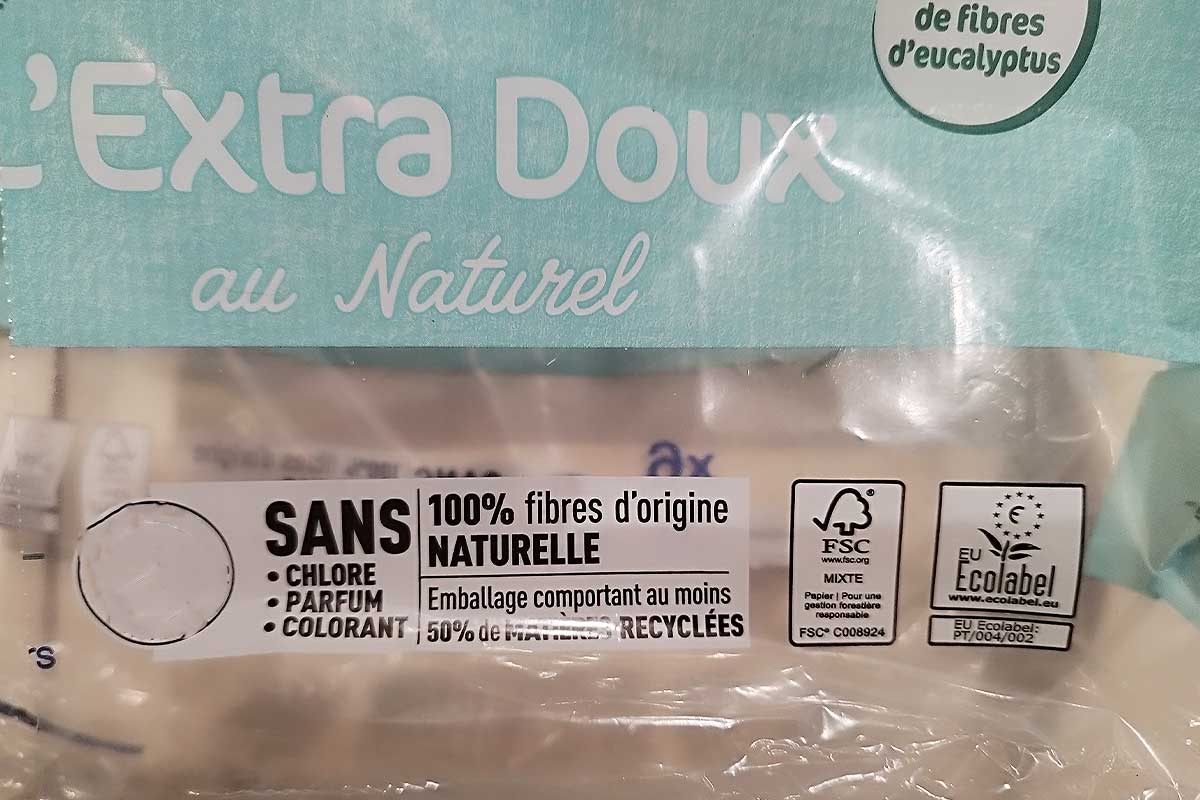 de fibres
d'eucalyptus
L'Extra Doux
au Naturel
SANS
• CHLORE
• PARFUM
• COLORANT
100% fibres d'origine
NATURELLE
Emballage comportant au moins
50% de MATIÈRES RECYCLÉES
FSC®
www.fsc.org
MIXTE
Papier | Pour une
gestion forestière
responsable
FSC® C008924
EU
Ecolabel
www.ecolabel.eu
EU Ecolabel:
PT/004/002
x6
's